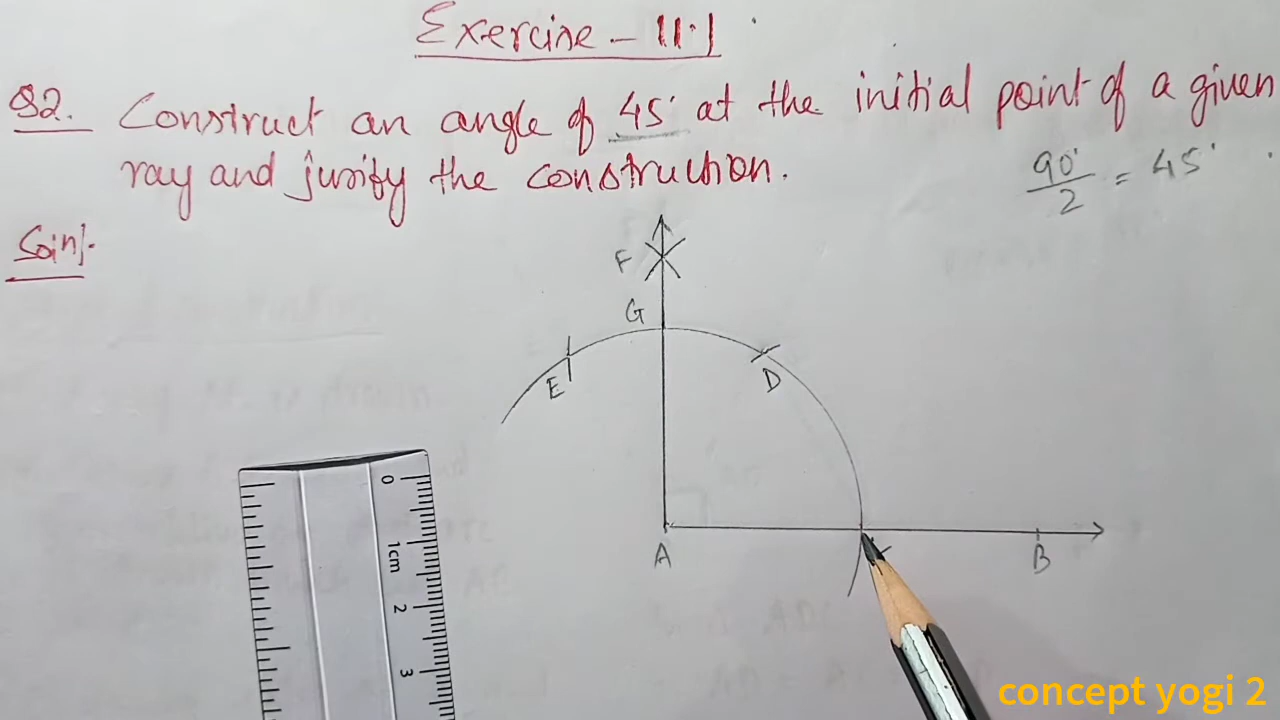 Exercise - 11.1
Q2. Construct an angle of 45° at the initial point of a given
ray and jusify the construction.
90°/2 = 45°
Soln:-
F
G
E
D
A
B
0
1cm
2
3
concept yogi 2